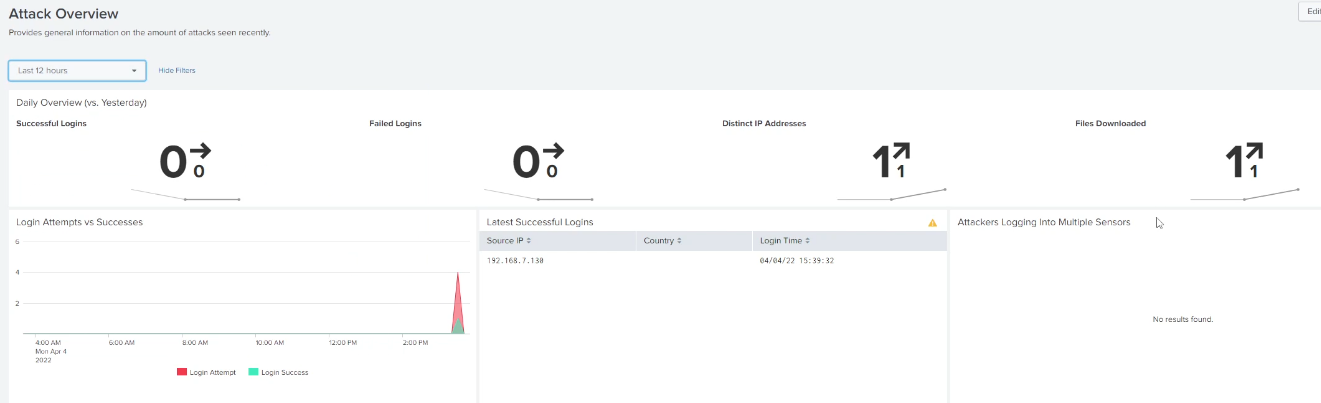 Attack Overview
Edit
Provides general information on the amount of attacks seen recently.
Last 12 hours
Hide Filters
Daily Overview (vs. Yesterday)
Successful Logins
Failed Logins
Distinct IP Addresses
Files Downloaded
0 0
0 0
1 1
1 1
Login Attempts vs Successes
6
4
2
4:00 AM
Mon Apr 4
2022
6:00 AM
8:00 AM
10:00 AM
12:00 PM
2:00 PM
Login Attempt
Login Success
Latest Successful Logins
Source IP
Country
Login Time
192.168.7.130
04/04/22 15:39:32
Attackers Logging Into Multiple Sensors
No results found.